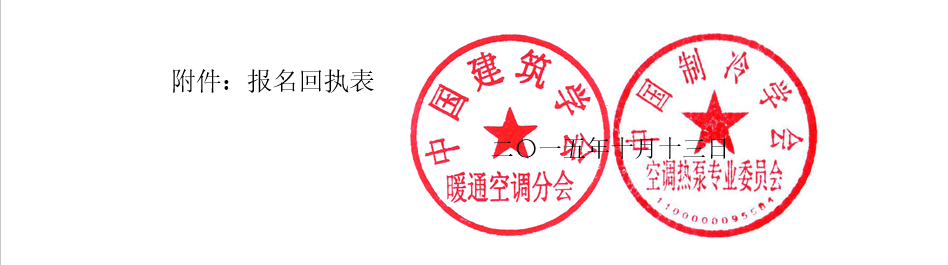 附件：报名回执表
中国建筑学会
暖通空调分会
中国制冷学会
空调热泵专业委员会
1100000095584
二〇一五年十月十三日